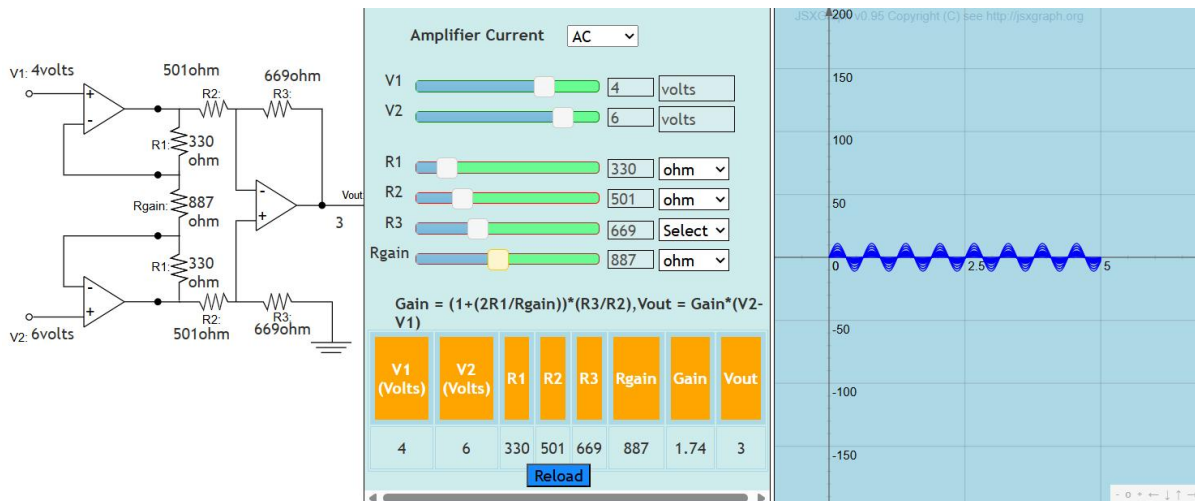 V1: 4volts
501ohm
R2:
669ohm
R3:
+
-
R1: 330
ohm
Rgain: 887
ohm
-
+
Vout
3
330
R1: ohm
-
+
V2: 6volts
R2:
501ohm
R3:
669ohm
Amplifier Current AC
V1 4 volts
V2 6 volts
R1 330 ohm
R2 501 ohm
R3 669 Select
Rgain 887 ohm
Gain = (1+(2R1/Rgain))*(R3/R2),Vout = Gain*(V2-
V1)
V1 (Volts) V2 (Volts) R1 R2 R3 Rgain Gain Vout
4 6 330 501 669 887 1.74 3
Reload
JSXGraph v0.95 Copyright (C) see http://jsxgraph.org
200
150
100
50
0 2.5 5
-50
-100
-150
- o + ← ↓ ↑ →